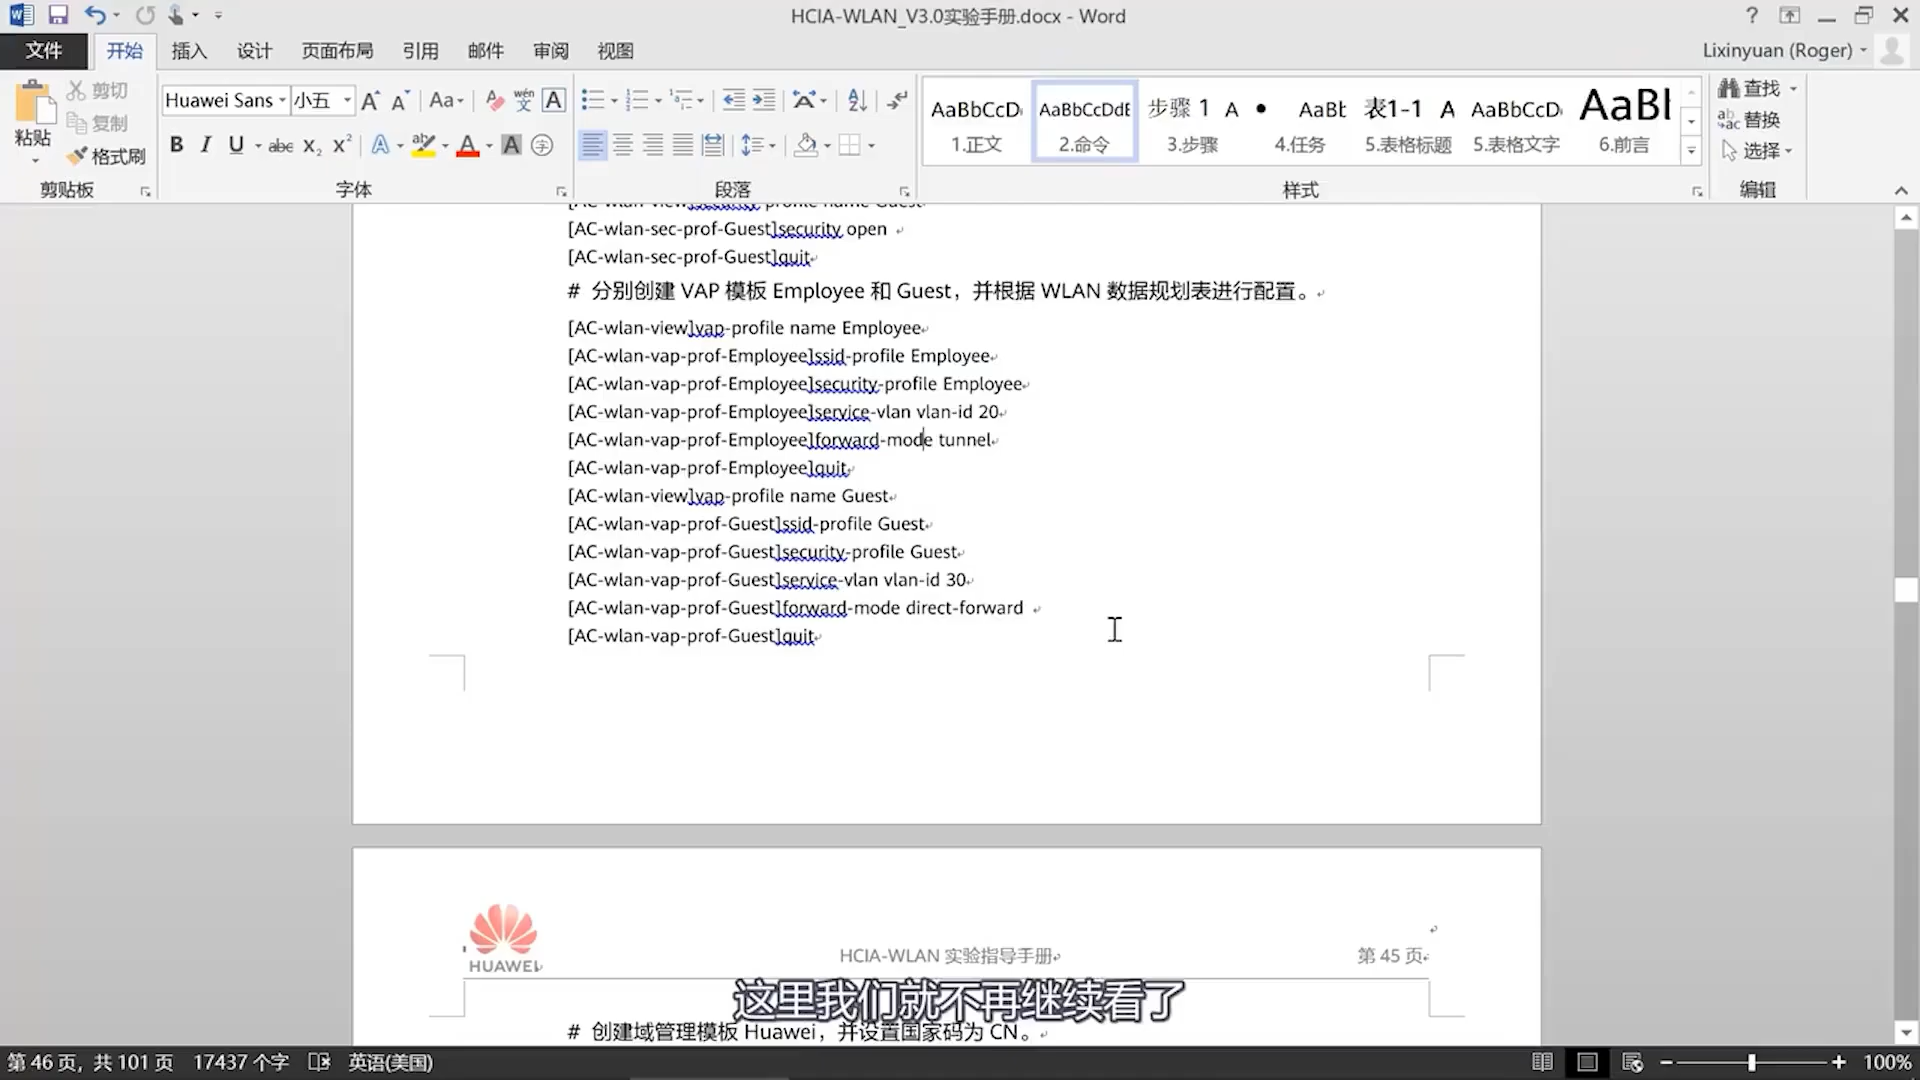 HCIA-WLAN_V3.0实验手册.docx - Word
文件 开始 插入 设计 页面布局 引用 邮件 审阅 视图 Lixinyuan (Roger)
粘贴 剪切 复制 格式刷
Huawei Sans 小五
AaBbCcD AaBbCcDdE 步骤 1 A AaBb 表1-1 A AaBbCcD AaBl
1.正文 2.命令 3.步骤 4.任务 5.表格标题 5.表格文字 6.前言
查找 替换 选择
剪贴板 字体 段落 样式 编辑
[AC-wlan-view]security-profile name Guest
[AC-wlan-sec-prof-Guest]security open
[AC-wlan-sec-prof-Guest]quit
# 分别创建 VAP 模板 Employee 和 Guest，并根据 WLAN 数据规划表进行配置。
[AC-wlan-view]vap-profile name Employee
[AC-wlan-vap-prof-Employee]ssid-profile Employee
[AC-wlan-vap-prof-Employee]security-profile Employee
[AC-wlan-vap-prof-Employee]service-vlan vlan-id 20
[AC-wlan-vap-prof-Employee]forward-mode tunnel
[AC-wlan-vap-prof-Employee]quit
[AC-wlan-view]vap-profile name Guest
[AC-wlan-vap-prof-Guest]ssid-profile Guest
[AC-wlan-vap-prof-Guest]security-profile Guest
[AC-wlan-vap-prof-Guest]service-vlan vlan-id 30
[AC-wlan-vap-prof-Guest]forward-mode direct-forward
[AC-wlan-vap-prof-Guest]quit
HUAWEI
HCIA-WLAN 实验指导手册 第 45 页
这里我们就不再继续看了
# 创建域管理模板 Huawei，并设置国家码为 CN。
第 46 页，共 101 页 17437 个字 英语(美国) 100%